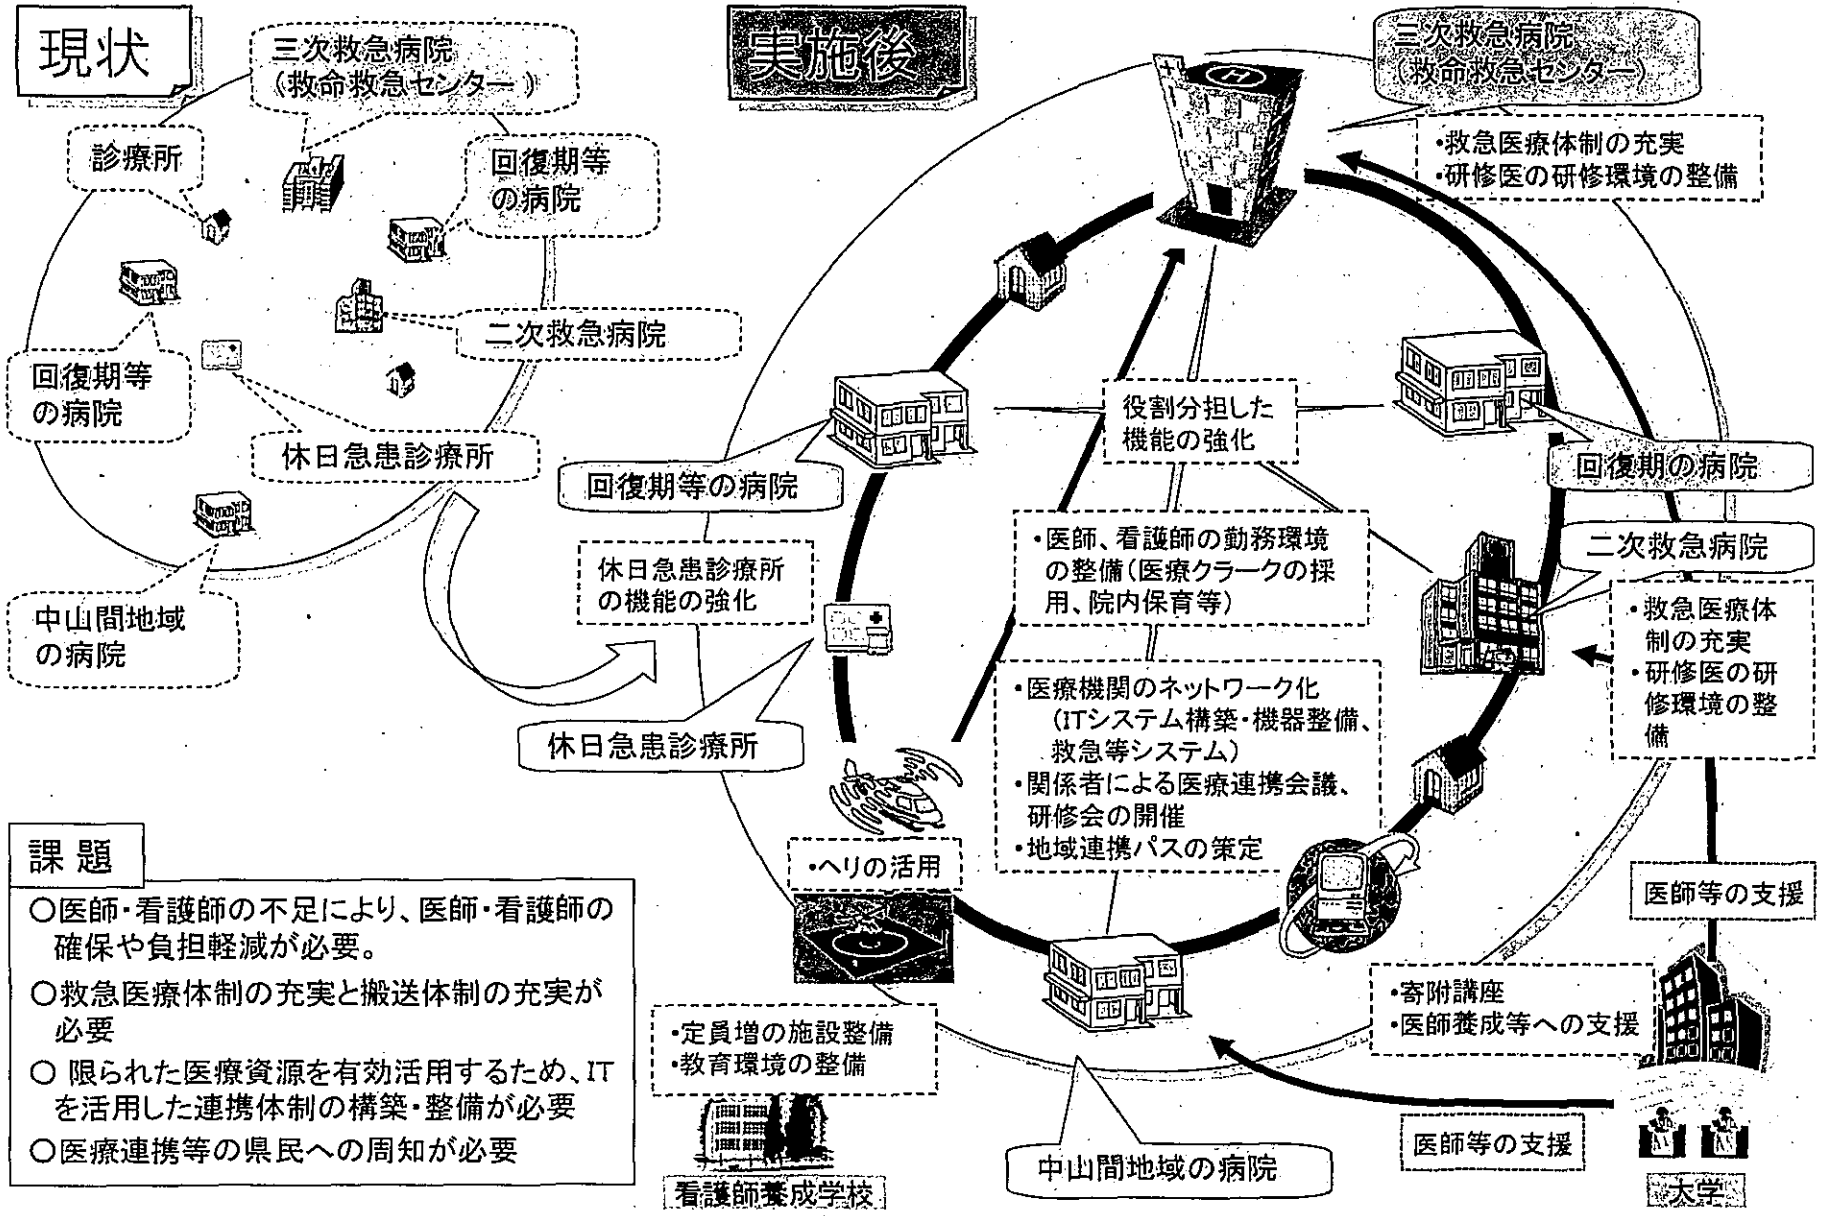 現状
三次救急病院
(救命救急センター)
診療所
回復期等
の病院
二次救急病院
回復期等
の病院
休日急患診療所
中山間地域
の病院
課題
○医師・看護師の不足により、医師・看護師の
確保や負担軽減が必要。
○救急医療体制の充実と搬送体制の充実が
必要
○ 限られた医療資源を有効活用するため、IT
を活用した連携体制の構築・整備が必要
○医療連携等の県民への周知が必要
実施後
三次救急病院
(救命救急センター)
・救急医療体制の充実
・研修医の研修環境の整備
H
役割分担した
機能の強化
回復期等の病院
回復期の病院
・医師、看護師の勤務環境
の整備(医療クラークの採
用、院内保育等)
二次救急病院
休日急患診療所
の機能の強化
・救急医療体
制の充実
・研修医の研
修環境の整
備
・医療機関のネットワーク化
(ITシステム構築・機器整備、
救急等システム)
・関係者による医療連携会議、
研修会の開催
・地域連携パスの策定
休日急患診療所
・ヘリの活用
医師等の支援
・寄附講座
・医師養成等への支援
・定員増の施設整備
・教育環境の整備
看護師養成学校
中山間地域の病院
医師等の支援
大学